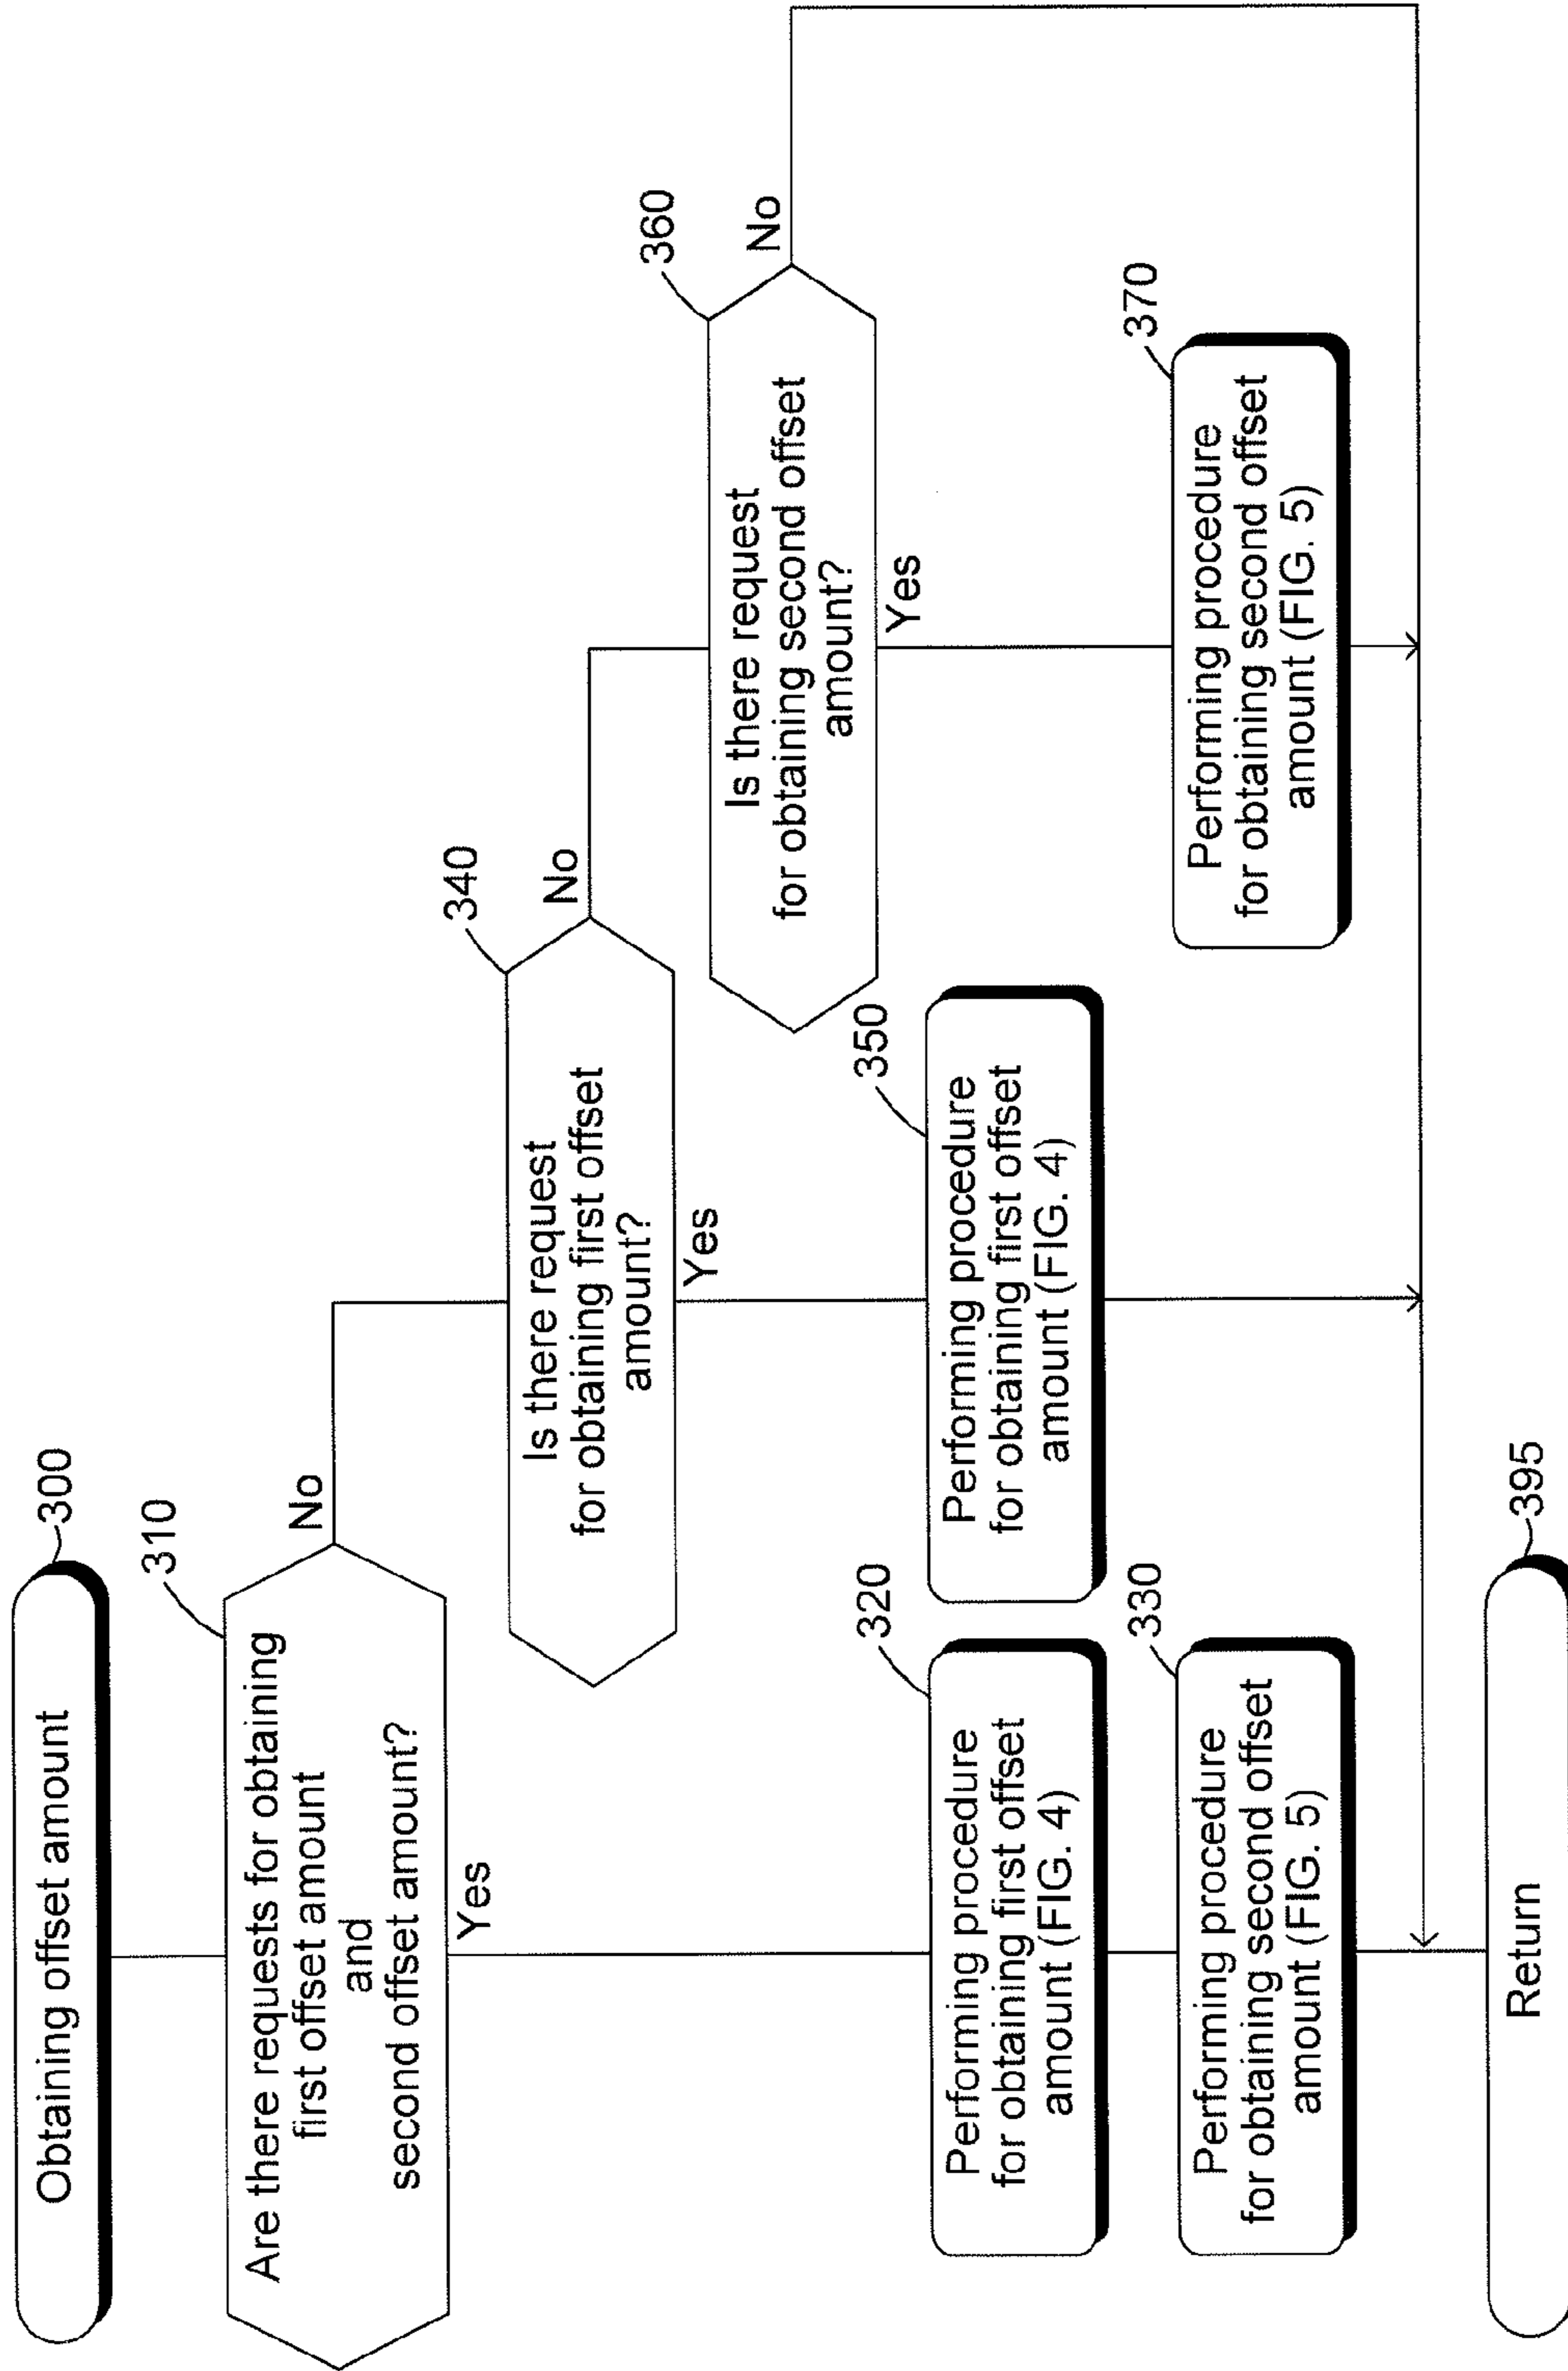 Obtaining offset amount
300
Are there requests for obtaining
first offset amount
and
second offset amount?
310
No
Yes
Is there request
for obtaining first offset
amount?
340
No
Yes
Is there request
for obtaining second offset
amount?
360
No
Yes
Performing procedure
for obtaining first offset
amount (FIG. 4)
320
Performing procedure
for obtaining first offset
amount (FIG. 4)
350
Performing procedure
for obtaining second offset
amount (FIG. 5)
330
Performing procedure
for obtaining second offset
amount (FIG. 5)
370
Return
395